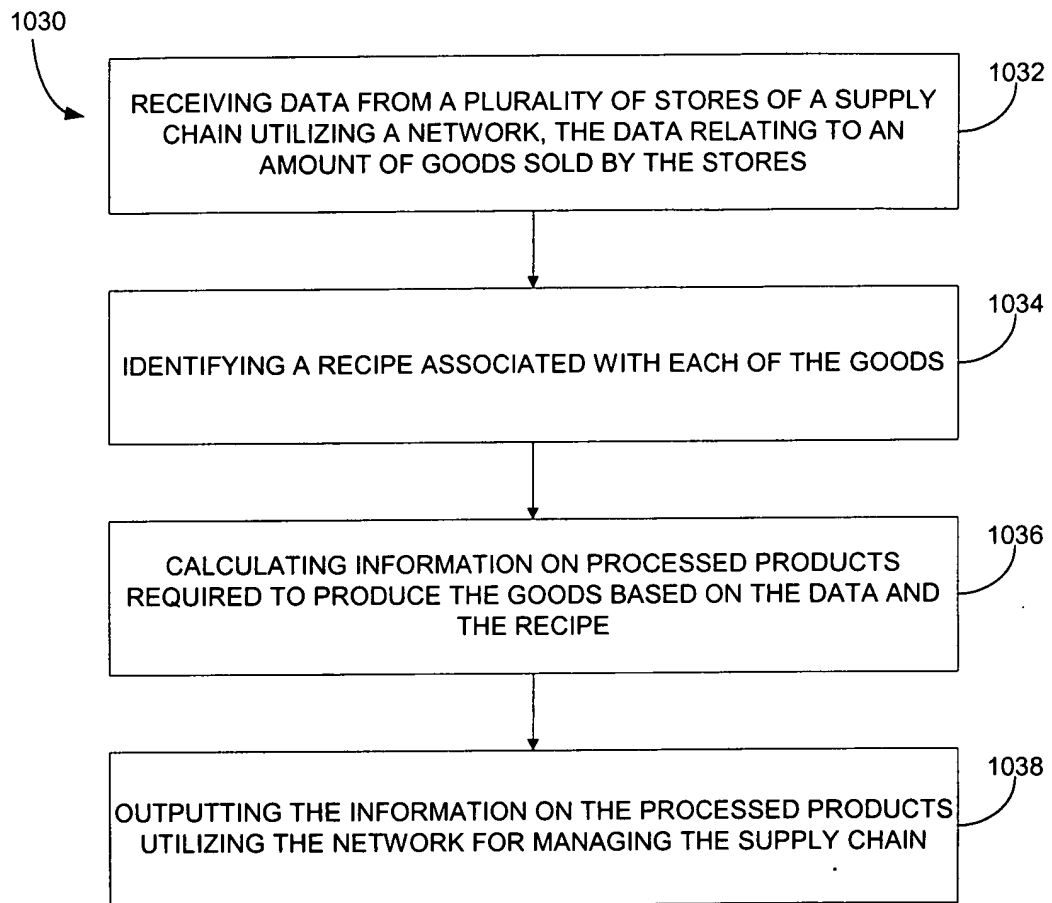 1030
1032
RECEIVING DATA FROM A PLURALITY OF STORES OF A SUPPLY
CHAIN UTILIZING A NETWORK, THE DATA RELATING TO AN
AMOUNT OF GOODS SOLD BY THE STORES
1034
IDENTIFYING A RECIPE ASSOCIATED WITH EACH OF THE GOODS
1036
CALCULATING INFORMATION ON PROCESSED PRODUCTS
REQUIRED TO PRODUCE THE GOODS BASED ON THE DATA AND
THE RECIPE
1038
OUTPUTTING THE INFORMATION ON THE PROCESSED PRODUCTS
UTILIZING THE NETWORK FOR MANAGING THE SUPPLY CHAIN